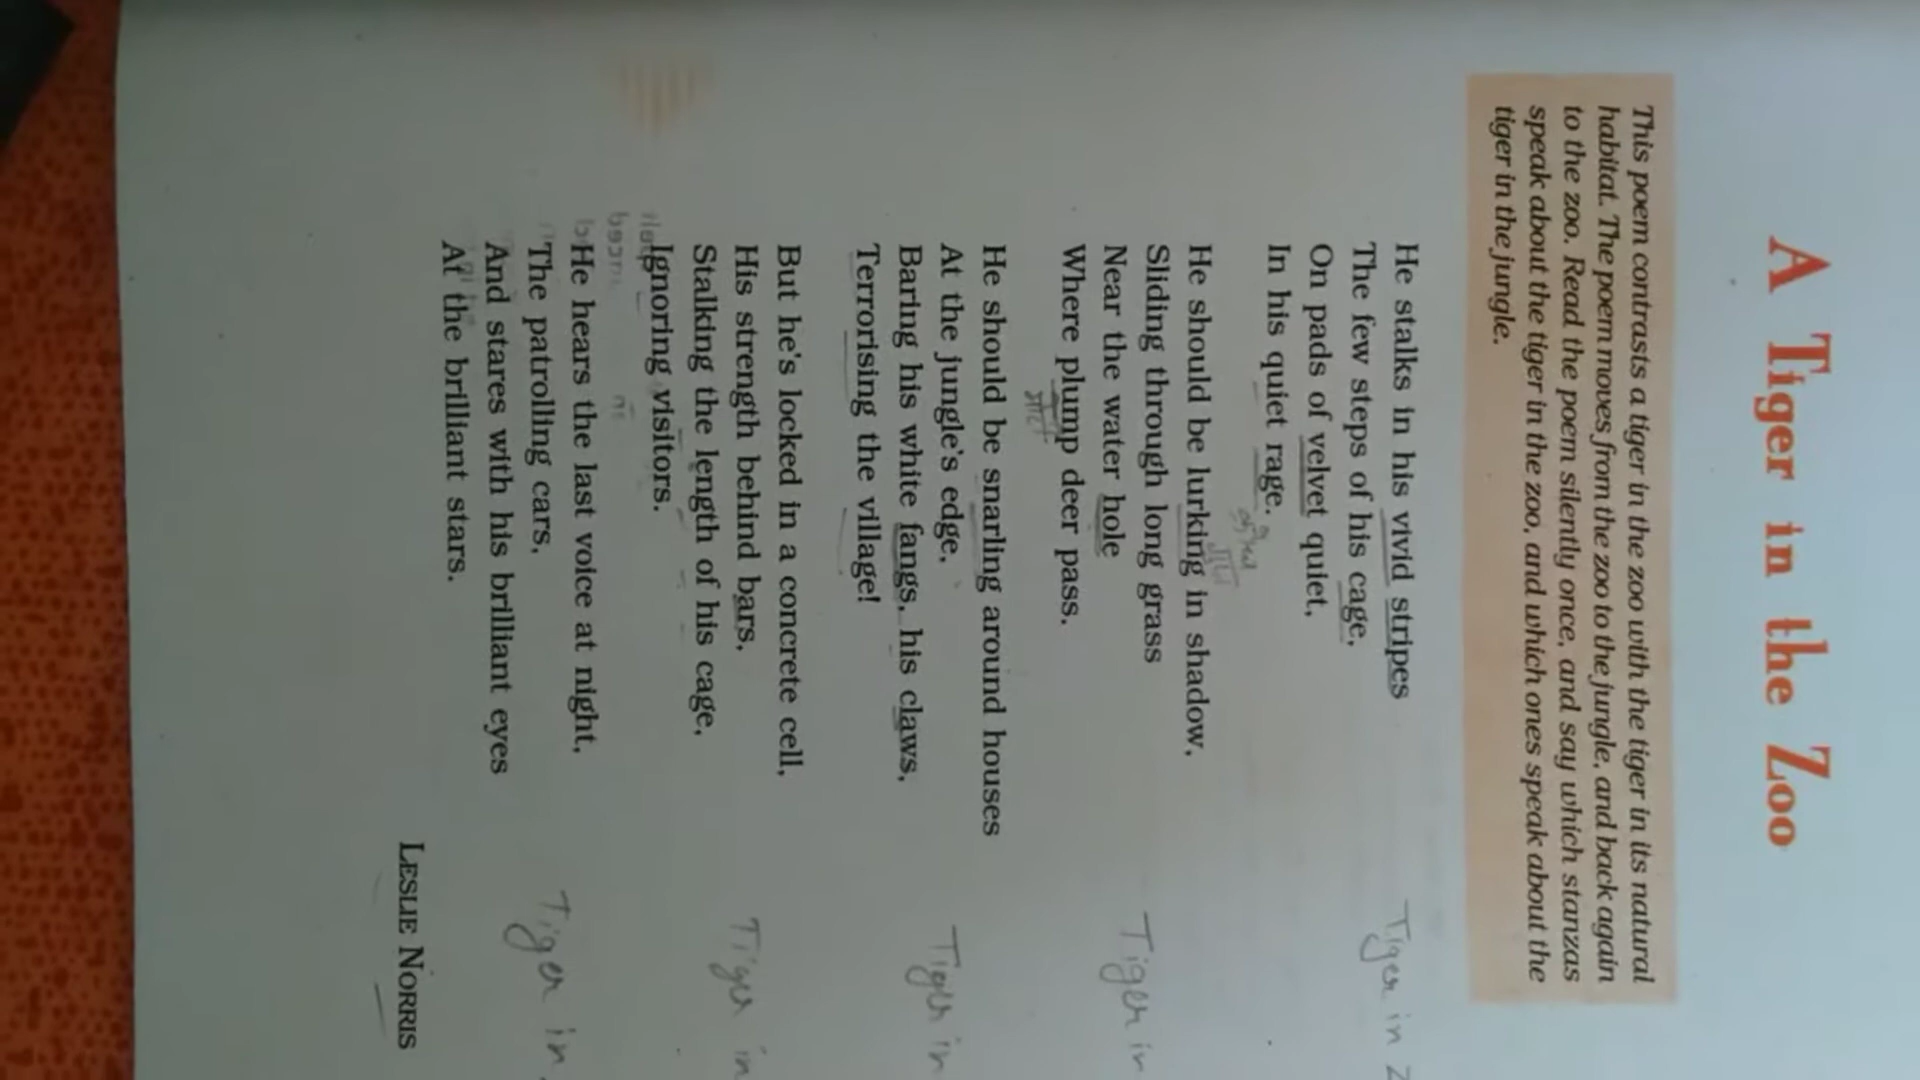 A Tiger in the Zoo
This poem contrasts a tiger in the zoo with the tiger in its natural
habitat. The poem moves from the zoo to the jungle, and back again
to the zoo. Read the poem silently once, and say which stanzas
speak about the tiger in the zoo, and which ones speak about the
tiger in the jungle.
He stalks in his vivid stripes
The few steps of his cage,
On pads of velvet quiet,
In his quiet rage.
Tiger in Z
He should be lurking in shadow,
Sliding through long grass
Near the water hole
Where plump deer pass.
Tiger in
He should be snarling around houses
At the jungle's edge,
Baring his white fangs, his claws,
Terrorising the village!
Tiger in
But he's locked in a concrete cell,
His strength behind bars,
Stalking the length of his cage,
Ignoring visitors.
Tiger in
He hears the last voice at night,
The patrolling cars,
And stares with his brilliant eyes
At the brilliant stars.
Tiger in
LESLIE NORRIS